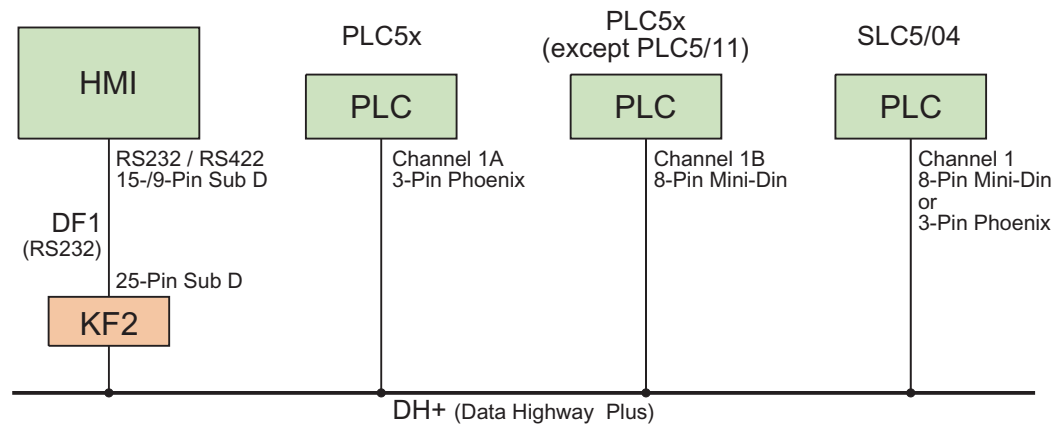 HMI
RS232 / RS422
15-/9-Pin Sub D
DF1
(RS232)
25-Pin Sub D
KF2
PLC5x
PLC
Channel 1A
3-Pin Phoenix
PLC5x
(except PLC5/11)
PLC
Channel 1B
8-Pin Mini-Din
SLC5/04
PLC
Channel 1
8-Pin Mini-Din
or
3-Pin Phoenix
DH+ (Data Highway Plus)